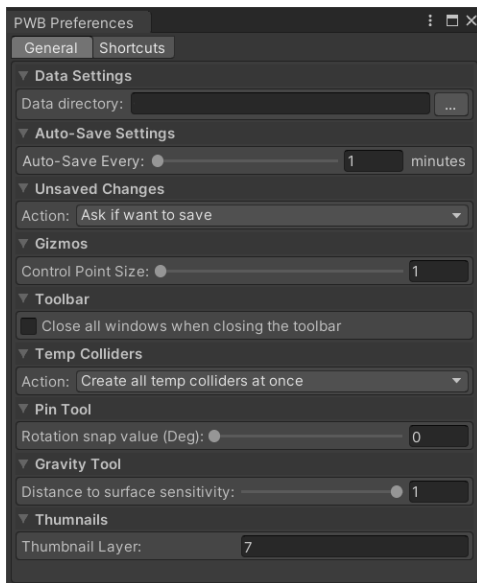 PWB Preferences
General Shortcuts
Data Settings
Data directory: ...
Auto-Save Settings
Auto-Save Every: 1 minutes
Unsaved Changes
Action: Ask if want to save
Gizmos
Control Point Size: 1
Toolbar
Close all windows when closing the toolbar
Temp Colliders
Action: Create all temp colliders at once
Pin Tool
Rotation snap value (Deg): 0
Gravity Tool
Distance to surface sensitivity: 1
Thumnails
Thumbnail Layer: 7